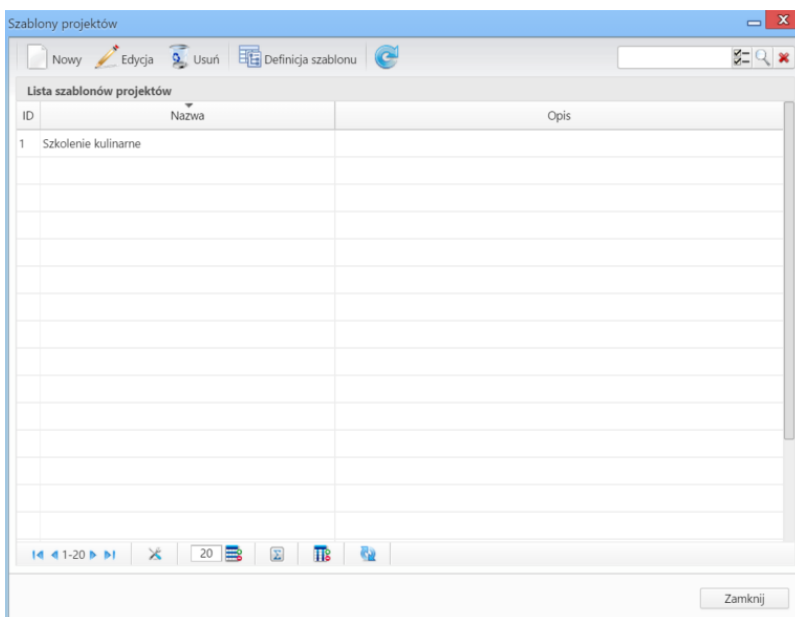 Szablony projektów
Nowy Edycja Usuń Definicja szablonu
Lista szablonów projektów
ID Nazwa Opis
1 Szkolenie kulinarne
1-20 20
Zamknij